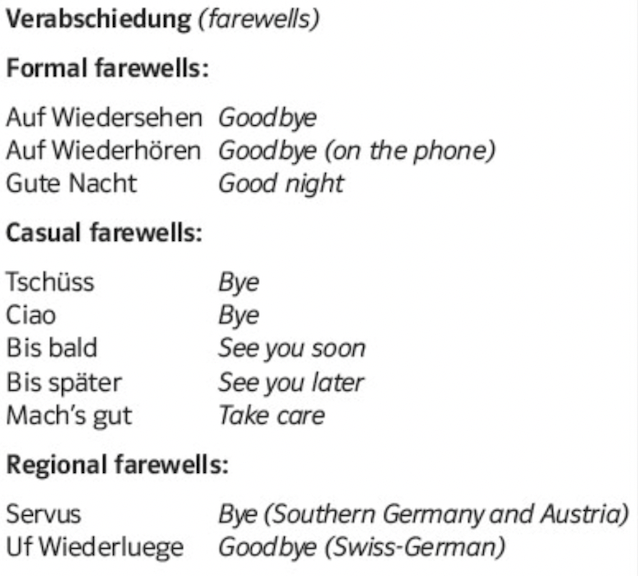 Verabschiedung (farewells)
Formal farewells:
Auf Wiedersehen Goodbye
Auf Wiederhören Goodbye (on the phone)
Gute Nacht Good night
Casual farewells:
Tschüss Bye
Ciao Bye
Bis bald See you soon
Bis später See you later
Mach's gut Take care
Regional farewells:
Servus Bye (Southern Germany and Austria)
Uf Wiederluege Goodbye (Swiss-German)